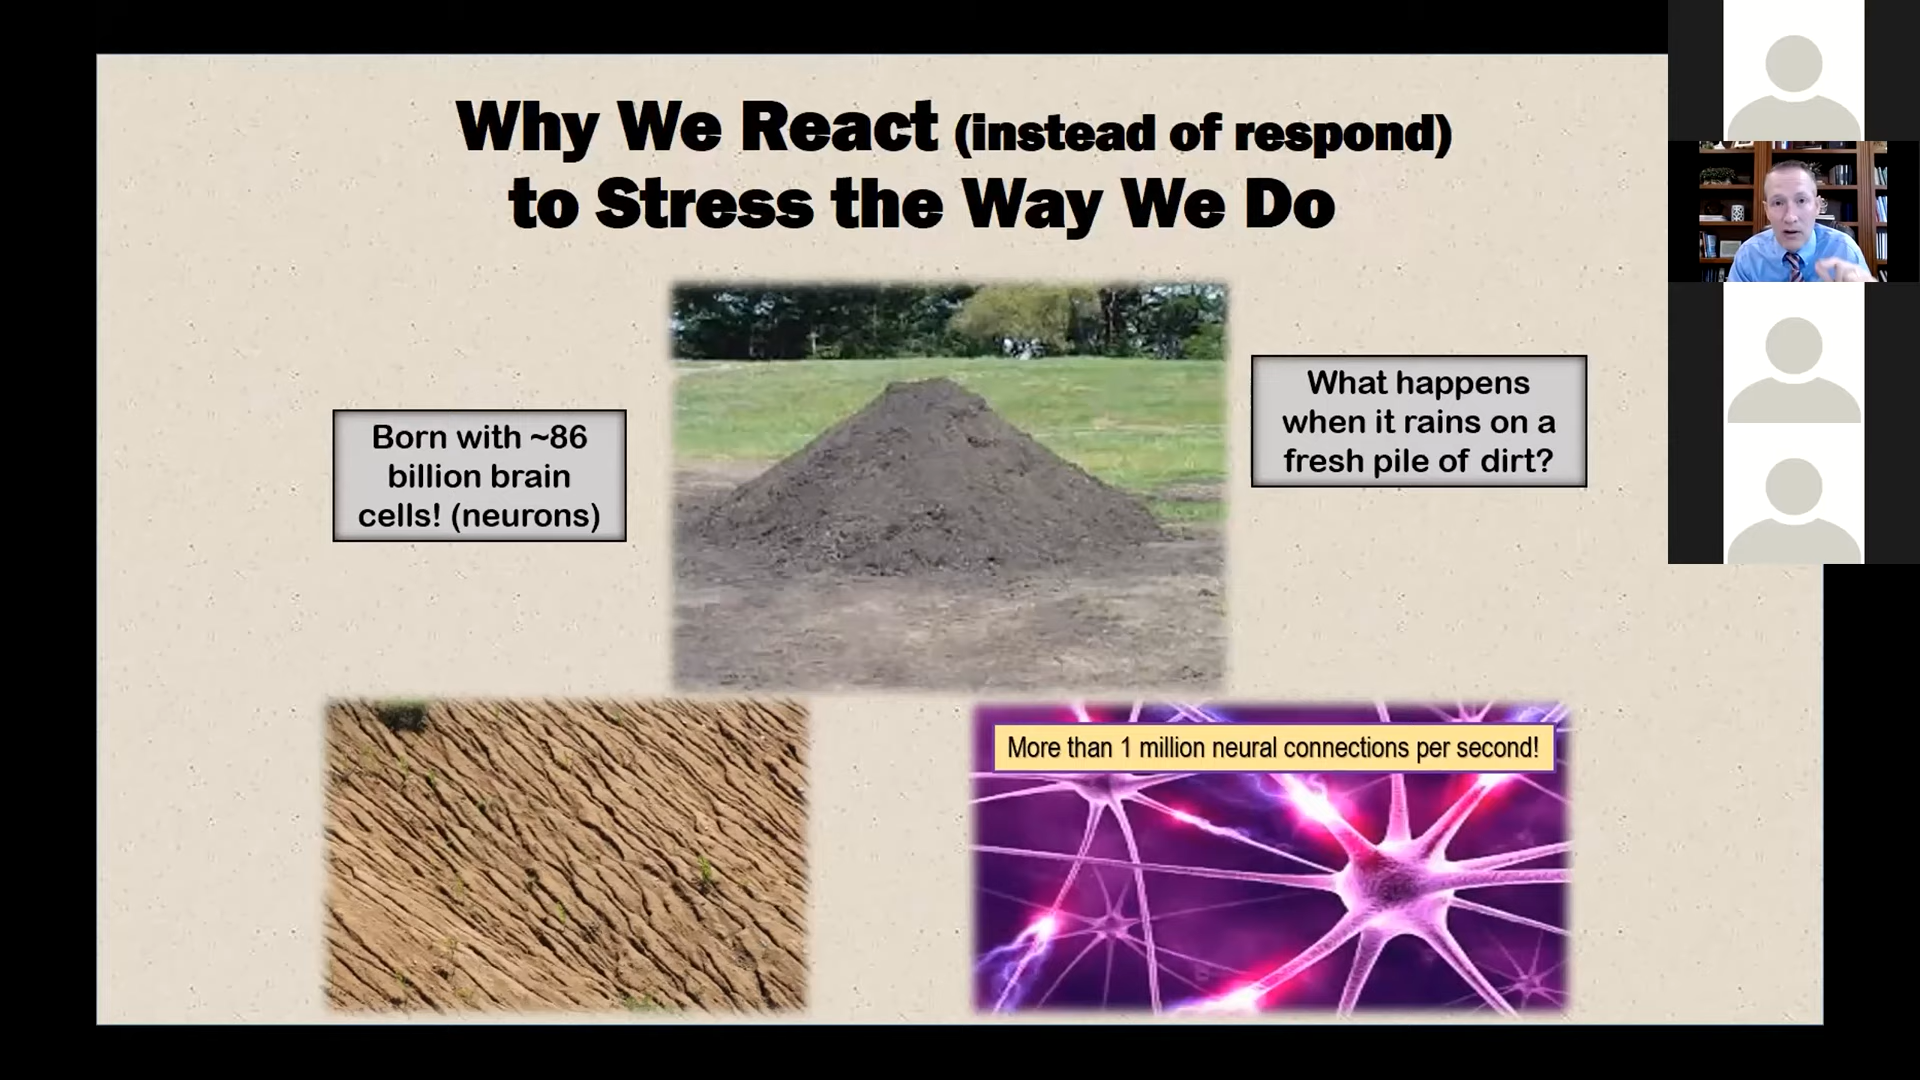 Why We React (instead of respond)
to Stress the Way We Do
Born with ~86
billion brain
cells! (neurons)
What happens
when it rains on a
fresh pile of dirt?
More than 1 million neural connections per second!